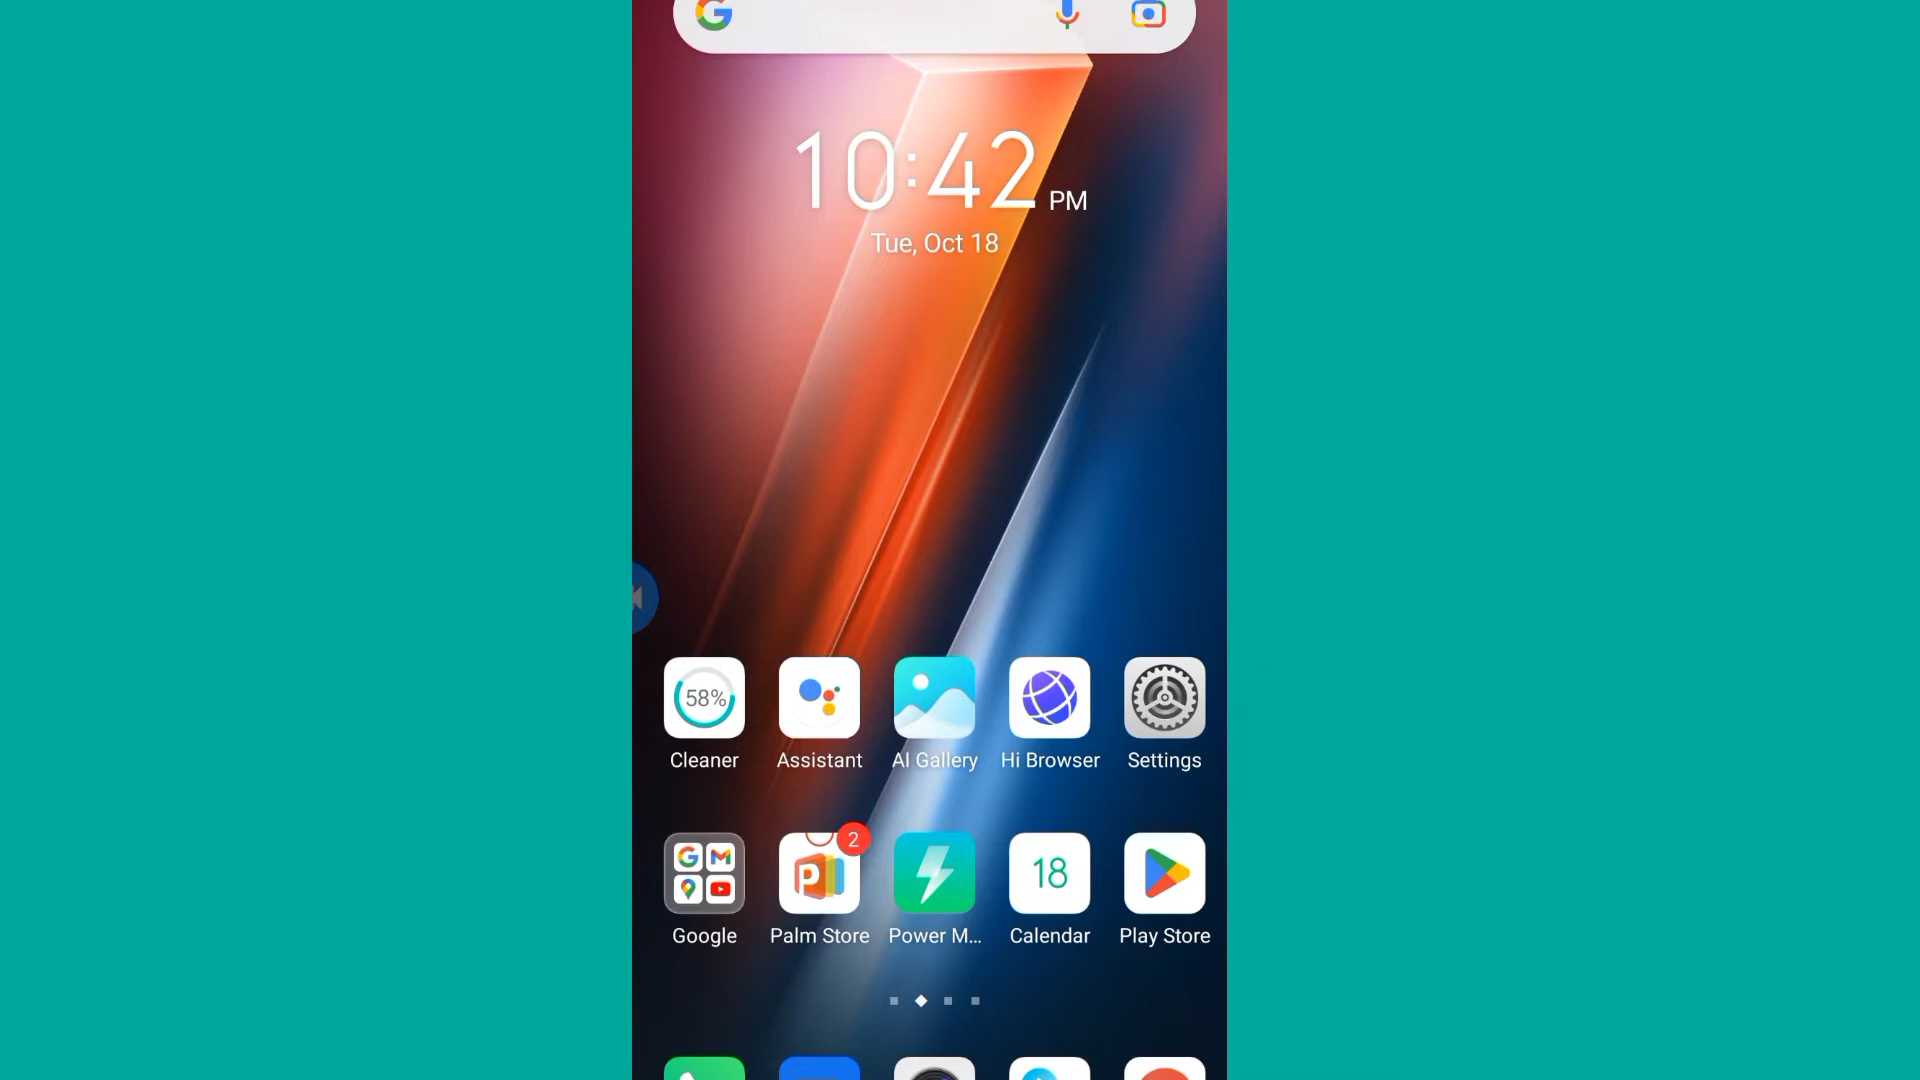 10:42 PM
Tue, Oct 18
58%
Cleaner
Assistant
AI Gallery
Hi Browser
Settings
2
18
Google
Palm Store
Power M...
Calendar
Play Store